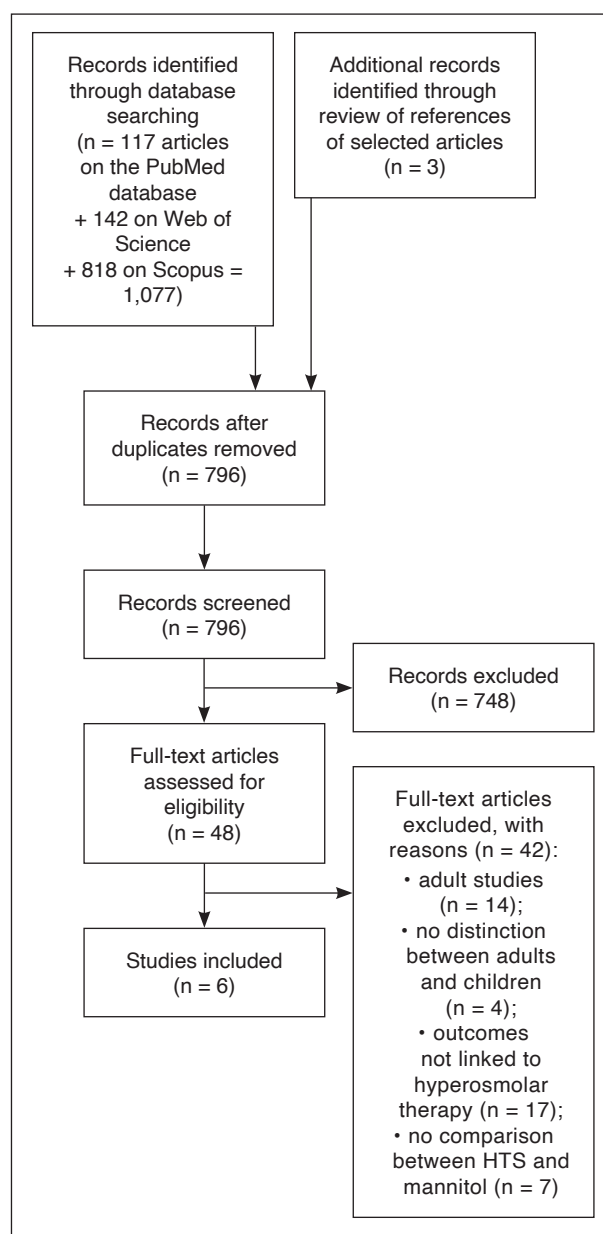 Records identified
through database
searching
(n = 117 articles
on the PubMed
database
+ 142 on Web of
Science
+ 818 on Scopus =
1,077)
Additional records
identified through
review of references
of selected articles
(n = 3)
Records after
duplicates removed
(n = 796)
Records screened
(n = 796)
Records excluded
(n = 748)
Full-text articles
assessed for
eligibility
(n = 48)
Full-text articles
excluded, with
reasons (n = 42):
• adult studies
(n = 14);
• no distinction
between adults
and children
(n = 4);
• outcomes
not linked to
hyperosmolar
therapy (n = 17);
• no comparison
between HTS and
mannitol (n = 7)
Studies included
(n = 6)